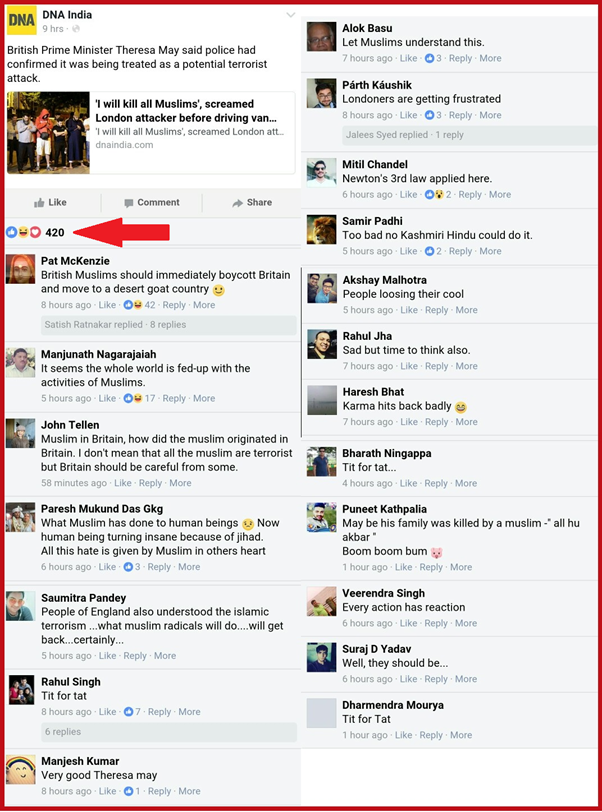 DNA
DNA India
9 hrs ·
British Prime Minister Theresa May said police had
confirmed it was being treated as a potential terrorist
attack.
'I will kill all Muslims', screamed
London attacker before driving van...
'I will kill all Muslims', screamed London att...
dnaindia.com
Like
Comment
Share
420
Pat McKenzie
British Muslims should immediately boycott Britain
and move to a desert goat country
8 hours ago · Like · 42 · Reply · More
Satish Ratnakar replied · 8 replies
Manjunath Nagarajaiah
It seems the whole world is fed-up with the
activities of Muslims.
5 hours ago · Like · 17 · Reply · More
John Tellen
Muslim in Britain, how did the muslim originated in
Britain. I don't mean that all the muslim are terrorist
but Britain should be careful from some.
58 minutes ago · Like · Reply · More
Paresh Mukund Das Gkg
What Muslim has done to human beings 😢 Now
human being turning insane because of jihad.
All this hate is given by Muslim in others heart
6 hours ago · Like · 3 · Reply · More
Saumitra Pandey
People of England also understood the islamic
terrorism ...what muslim radicals will do....will get
back...certainly...
5 hours ago · Like · Reply · More
Rahul Singh
Tit for tat
8 hours ago · Like · 7 · Reply · More
6 replies
Manjesh Kumar
Very good Theresa may
8 hours ago · Like · 1 · Reply · More
Alok Basu
Let Muslims understand this.
7 hours ago · Like · 3 · Reply · More
Párth Káushik
Londoners are getting frustrated
8 hours ago · Like · 3 · Reply · More
Jalees Syed replied · 1 reply
Mitil Chandel
Newton's 3rd law applied here.
6 hours ago · Like · 2 · Reply · More
Samir Padhi
Too bad no Kashmiri Hindu could do it.
5 hours ago · Like · 2 · Reply · More
Akshay Malhotra
People loosing their cool
5 hours ago · Like · Reply · More
Rahul Jha
Sad but time to think also.
7 hours ago · Like · Reply · More
Haresh Bhat
Karma hits back badly 😂
7 hours ago · Like · Reply · More
Bharath Ningappa
Tit for tat...
4 hours ago · Like · Reply · More
Puneet Kathpalia
May be his family was killed by a muslim -" all hu
akbar "
Boom boom bum 🐷
1 hour ago · Like · Reply · More
Veerendra Singh
Every action has reaction
6 hours ago · Like · Reply · More
Suraj D Yadav
Well, they should be...
6 hours ago · Like · Reply · More
Dharmendra Mourya
Tit for Tat
1 hour ago · Like · Reply · More